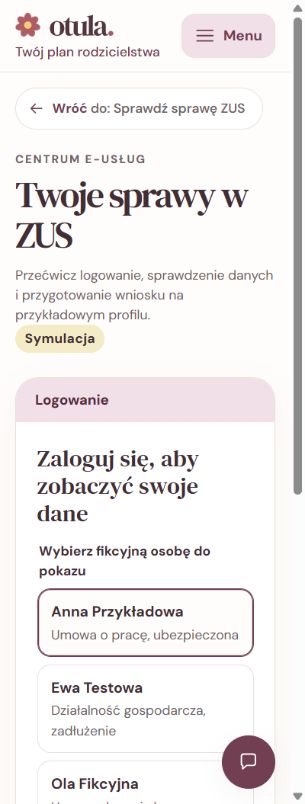 otula.
Twój plan rodzicielstwa
Menu
← Wróć do: Sprawdź sprawę ZUS
CENTRUM E-USŁUG
Twoje sprawy w
ZUS
Przećwicz logowanie, sprawdzenie danych
i przygotowanie wniosku na
przykładowym profilu.
Symulacja
Logowanie
Zaloguj się, aby
zobaczyć swoje
dane
Wybierz fikcyjną osobę do
pokazu
Anna Przykładowa
Umowa o pracę, ubezpieczona
Ewa Testowa
Działalność gospodarcza,
zadłużenie
Ola Fikcyjna